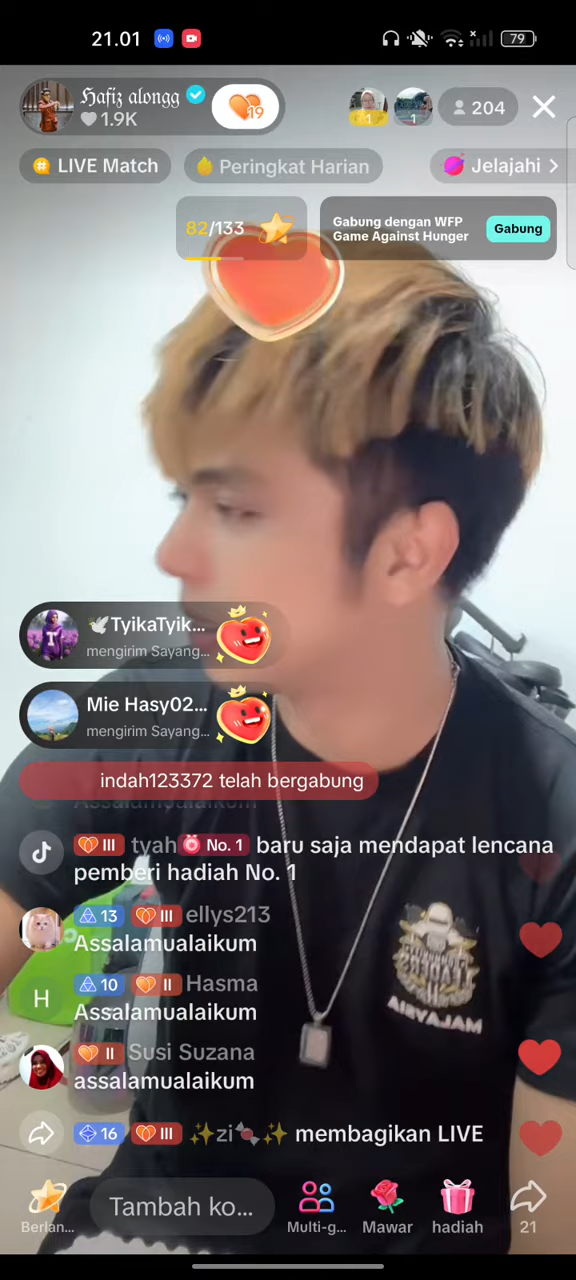 21.01
79
Hafiz alongg
1.9K
19
1
1
204
LIVE Match
Peringkat Harian
Jelajahi
82/133
Gabung dengan WFP
Game Against Hunger
Gabung
TyikaTyik...
mengirim Sayang...
Mie Hasy02...
mengirim Sayang...
indah123372 telah bergabung
Assalamualaikum
III tyah No. 1 baru saja mendapat lencana
pemberi hadiah No. 1
13 III ellys213
Assalamualaikum
H
10 II Hasma
Assalamualaikum
II Susi Suzana
assalamualaikum
16 III ✨zi🍬✨ membagikan LIVE
MALAYSIA
Berlan...
Tambah ko...
Multi-g...
Mawar
hadiah
21